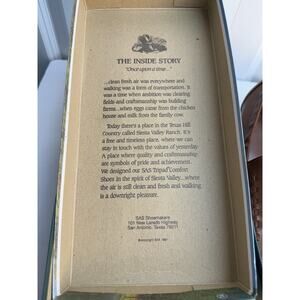 THE INSIDE STORY
"Once upon a time..."
...clean fresh air was everywhere and
walking was a form of transportation. It
was a time when ambition was clearing
fields and craftsmanship was building
farms...when eggs came from the chicken
house and milk from the family cow.
Today there's a place in the Texas Hill
Country called Siesta Valley Ranch. It's
a free and timeless place, where we can
stay in touch with the values of yesterday.
A place where quality and craftsmanship
are symbols of pride and achievement.
We designed our SAS Tripad® Comfort
Shoes in the spirit of Siesta Valley...where
the air is still clean and fresh and walking
is a downright pleasure.
SAS Shoemakers
101 New Laredo Highway
San Antonio, Texas 78211